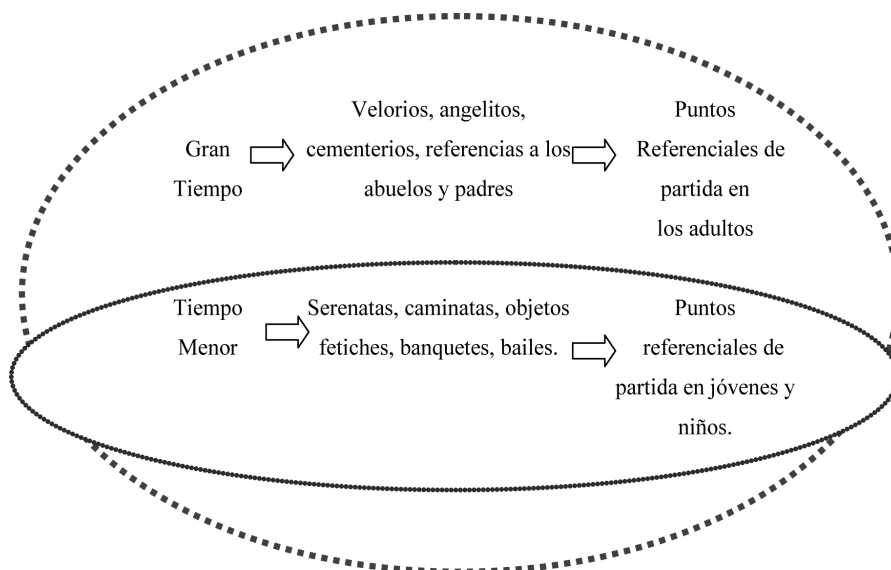 Gran
Tiempo
Velorios, angelitos,
cementerios, referencias a los
abuelos y padres
Puntos
Referenciales de
partida en
los adultos
Tiempo
Menor
Serenatas, caminatas, objetos
fetiches, banquetes, bailes.
Puntos
referenciales de
partida en jóvenes y
niños.